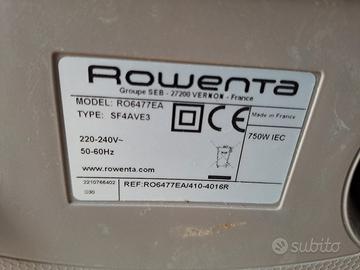 Rowenta
Groupe SEB - 27200 VERNON - France
MODEL: RO6477EA
TYPE: SF4AVE3
Made in France
220-240V~
50-60Hz
750W IEC
www.rowenta.com
2210766402
REF:RO6477EA/410-4016R
subito